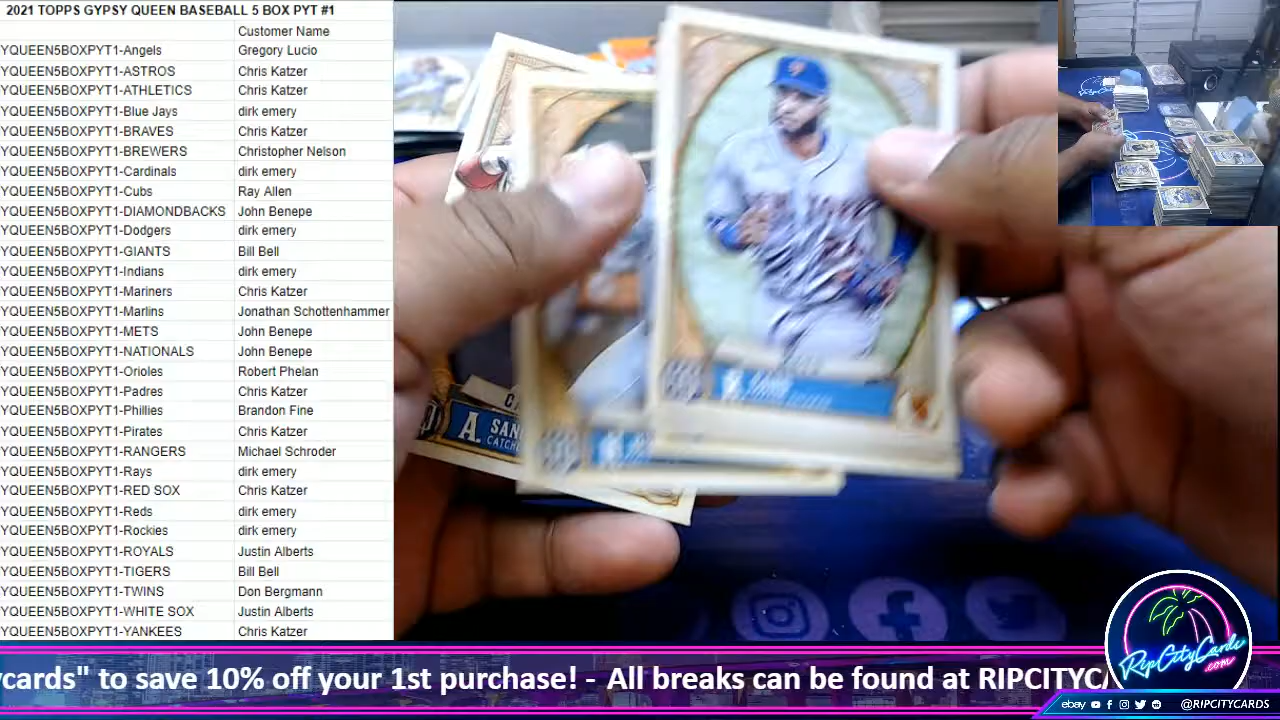 2021 TOPPS GYPSY QUEEN BASEBALL 5 BOX PYT #1
Customer Name
YQUEEN5BOXPYT1-Angels Gregory Lucio
YQUEEN5BOXPYT1-ASTROS Chris Katzer
YQUEEN5BOXPYT1-ATHLETICS Chris Katzer
YQUEEN5BOXPYT1-Blue Jays dirk emery
YQUEEN5BOXPYT1-BRAVES Chris Katzer
YQUEEN5BOXPYT1-BREWERS Christopher Nelson
YQUEEN5BOXPYT1-Cardinals dirk emery
YQUEEN5BOXPYT1-Cubs Ray Allen
YQUEEN5BOXPYT1-DIAMONDBACKS John Benepe
YQUEEN5BOXPYT1-Dodgers dirk emery
YQUEEN5BOXPYT1-GIANTS Bill Bell
YQUEEN5BOXPYT1-Indians dirk emery
YQUEEN5BOXPYT1-Mariners Chris Katzer
YQUEEN5BOXPYT1-Marlins Jonathan Schottenhammer
YQUEEN5BOXPYT1-METS John Benepe
YQUEEN5BOXPYT1-NATIONALS John Benepe
YQUEEN5BOXPYT1-Orioles Robert Phelan
YQUEEN5BOXPYT1-Padres Chris Katzer
YQUEEN5BOXPYT1-Phillies Brandon Fine
YQUEEN5BOXPYT1-Pirates Chris Katzer
YQUEEN5BOXPYT1-RANGERS Michael Schroder
YQUEEN5BOXPYT1-Rays dirk emery
YQUEEN5BOXPYT1-RED SOX Chris Katzer
YQUEEN5BOXPYT1-Reds dirk emery
YQUEEN5BOXPYT1-Rockies dirk emery
YQUEEN5BOXPYT1-ROYALS Justin Alberts
YQUEEN5BOXPYT1-TIGERS Bill Bell
YQUEEN5BOXPYT1-TWINS Don Bergmann
YQUEEN5BOXPYT1-WHITE SOX Justin Alberts
YQUEEN5BOXPYT1-YANKEES Chris Katzer
A. SAN
CATCH
ycards" to save 10% off your 1st purchase! - All breaks can be found at RIPCITYCA
RipCityCards
.com
ebay @RIPCITYCARDS